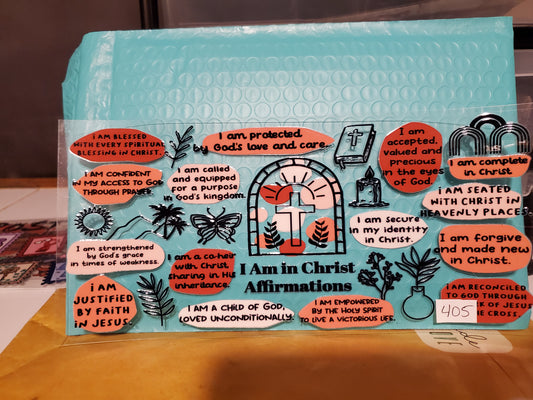 I AM BLESSED
WITH EVERY SPIRITUAL
BLESSING IN CHRIST.
I am protected
by God's love and care.
I am
accepted,
valued and
precious
in the eyes
of God.
I am complete
in Christ
I AM CONFIDENT
IN MY ACCESS TO GOD
THROUGH PRAYER.
I am called
and equipped
for a purpose
in God's kingdom.
I AM SEATED
WITH CHRIST IN
HEAVENLY PLACES.
I am secure
in my identity
in Christ.
I am forgive
and made new
in Christ.
I am strengthened
by God's grace
in times of weakness.
I am a co-heir
with Christ,
sharing in His
inheritance.
I Am in Christ
Affirmations
I AM
JUSTIFIED
BY FAITH
IN JESUS.
I AM A CHILD OF GOD,
LOVED UNCONDITIONALLY.
I AM EMPOWERED
BY THE HOLY SPIRIT
TO LIVE A VICTORIOUS LIFE.
I AM RECONCILED
TO GOD THROUGH
OF JESUS
CROSS.
405